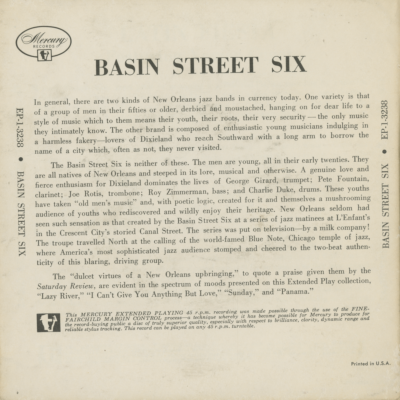 Mercury
RECORDS
BASIN STREET SIX
EP-1-3238 • BASIN STREET SIX
In general, there are two kinds of New Orleans jazz bands in currency today. One variety is that
of a group of men in their fifties or older, derbied and moustached, hanging on for dear life to a
style of music which to them means their youth, their roots, their very security — the only music
they intimately know. The other brand is composed of enthusiastic young musicians indulging in
a harmless fakery—lovers of Dixieland who reach Southward with a long arm to borrow the
name of a city which, often as not, they never visited.
The Basin Street Six is neither of these. The men are young, all in their early twenties. They
are all natives of New Orleans and steeped in its lore, musical and otherwise. A genuine love and
fierce enthusiasm for Dixieland dominates the lives of George Girard, trumpet; Pete Fountain,
clarinet; Joe Rotis, trombone; Roy Zimmerman, bass; and Charlie Duke, drums. These youths
have taken "old men's music" and, with poetic logic, created for it and themselves a mushrooming
audience of youths who rediscovered and wildly enjoy their heritage. New Orleans seldom had
seen such sensation as that created by the Basin Street Six at a series of jazz matinees at L'Enfant's
in the Crescent City's storied Canal Street. The series was put on television—by a milk company!
The troupe travelled North at the calling of the world-famed Blue Note, Chicago temple of jazz,
where America's most sophisticated jazz audience stomped and cheered to the two-beat authen-
ticity of this blaring, driving group.
The "dulcet virtues of a New Orleans upbringing," to quote a praise given them by the
Saturday Review, are evident in the spectrum of moods presented on this Extended Play collection,
"Lazy River," "I Can't Give You Anything But Love," "Sunday," and "Panama."
This MERCURY EXTENDED PLAYING 45 r.p.m. recording was made possible through the use of the FINE-
FAIRCHILD MARGIN CONTROL process—a technique whereby it has become possible for Mercury to produce for
the record-buying public a disc of truly superior quality, especially with respect to brilliance, clarity, dynamic range and
reliable stylus tracking. This record can be played on any 45 r.p.m. turntable.
EP-1-3238 • BASIN STREET SIX
Printed in U.S.A.